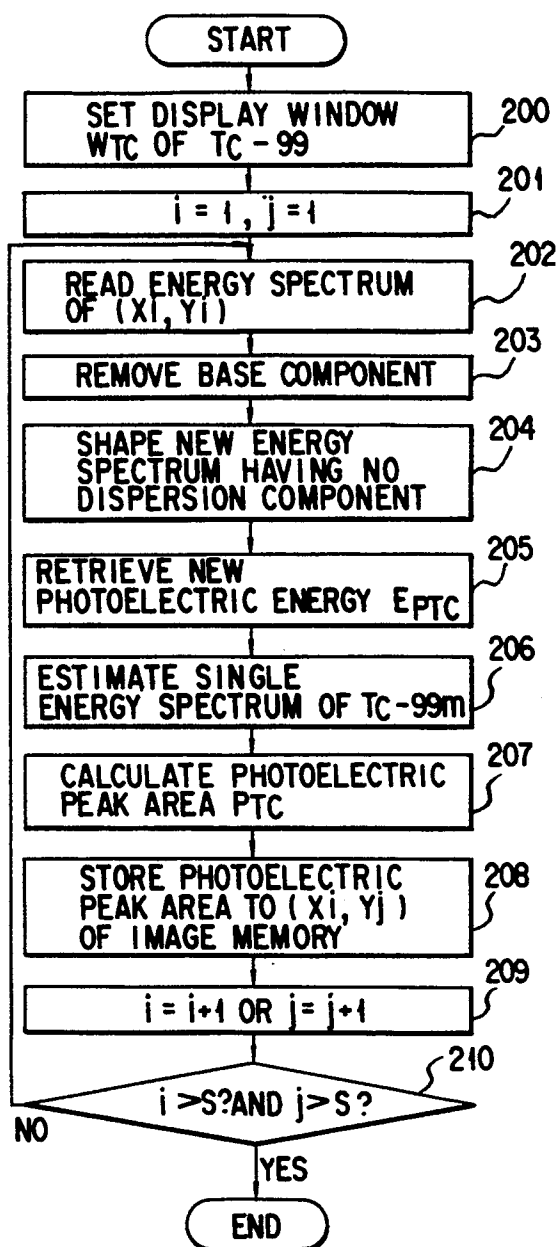 START
SET DISPLAY WINDOW
WTC OF TC-99
200
i = 1 , j = 1
201
READ ENERGY SPECTRUM
OF (Xi, Yi)
202
REMOVE BASE COMPONENT
203
SHAPE NEW ENERGY
SPECTRUM HAVING NO
DISPERSION COMPONENT
204
RETRIEVE NEW
PHOTOELECTRIC ENERGY EPTC
205
ESTIMATE SINGLE
ENERGY SPECTRUM OF TC-99m
206
CALCULATE PHOTOELECTRIC
PEAK AREA PTC
207
STORE PHOTOELECTRIC
PEAK AREA TO (Xi, Yj)
OF IMAGE MEMORY
208
i = i+1 OR j = j+1
209
i >S?AND j> S ?
210
NO
YES
END